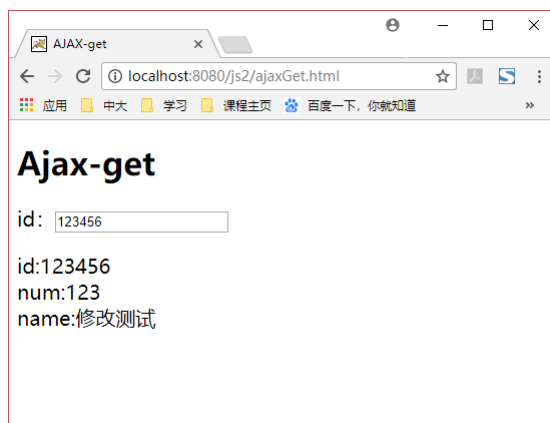 AJAX-get
localhost:8080/js2/ajaxGet.html
应用 中大 学习 课程主页 百度一下，你就知道 »
Ajax-get
id： 123456
id:123456
num:123
name:修改测试